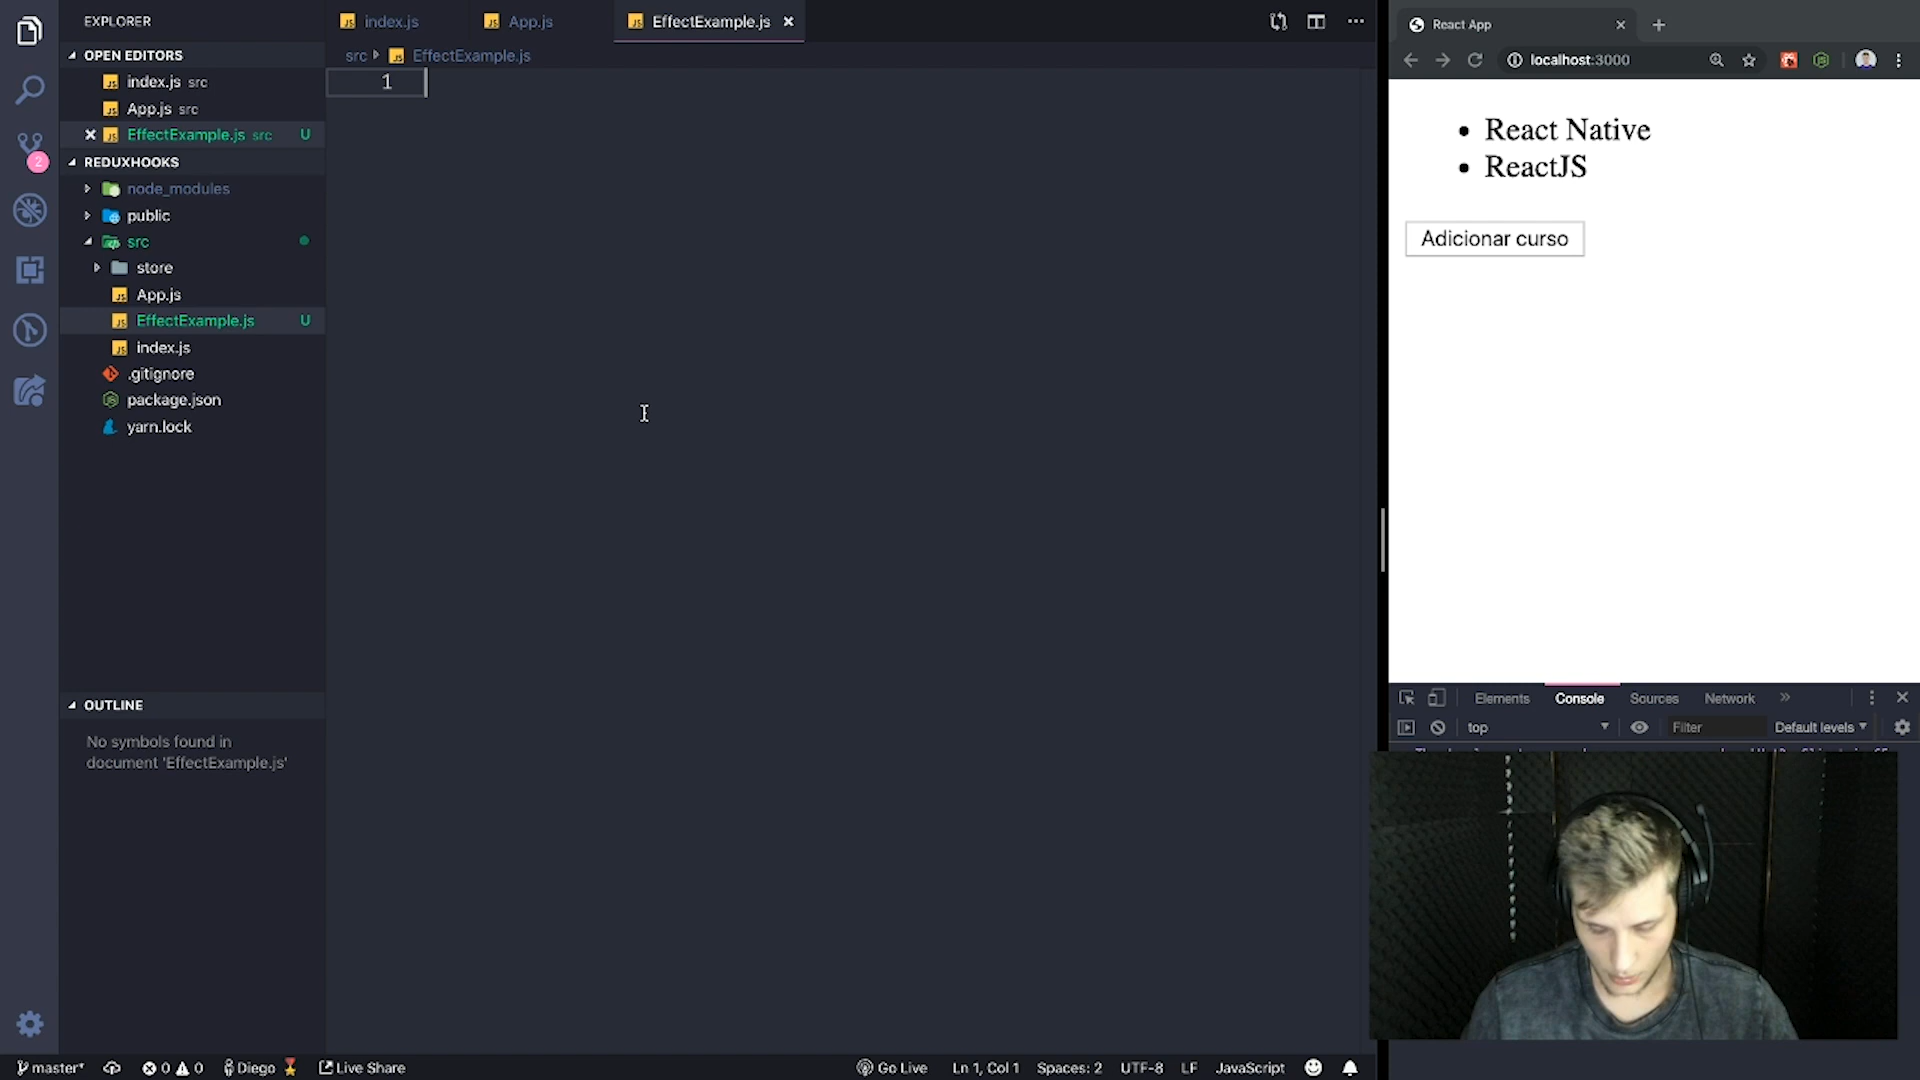 EXPLORER
OPEN EDITORS
index.js src
App.js src
EffectExample.js src U
2
REDUXHOOKS
node_modules
public
src
store
App.js
EffectExample.js U
index.js
.gitignore
package.json
yarn.lock
OUTLINE
No symbols found in
document 'EffectExample.js'
index.js App.js EffectExample.js
src EffectExample.js
1
React App
localhost:3000
• React Native
• ReactJS
Adicionar curso
Elements Console Sources Network
top Filter Default levels
master* 0 0 Diego Live Share Go Live Ln 1, Col 1 Spaces: 2 UTF-8 LF JavaScript